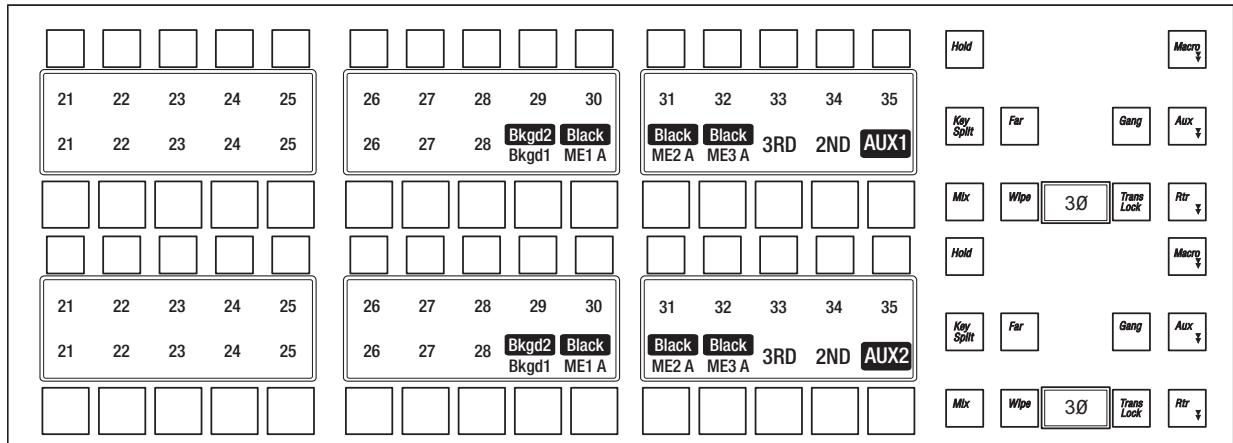 Hold Macro
21 22 23 24 25 26 27 28 29 30 31 32 33 34 35
Key Split Far Gang Aux
21 22 23 24 25 26 27 28 Bkgd2 Black Black Black 3RD 2ND AUX1
Bkgd1 ME1 A ME2 A ME3 A
Mix Wipe 3Ø Trans Lock Rtr
Hold Macro
21 22 23 24 25 26 27 28 29 30 31 32 33 34 35
Key Split Far Gang Aux
21 22 23 24 25 26 27 28 Bkgd2 Black Black Black 3RD 2ND AUX2
Bkgd1 ME1 A ME2 A ME3 A
Mix Wipe 3Ø Trans Lock Rtr